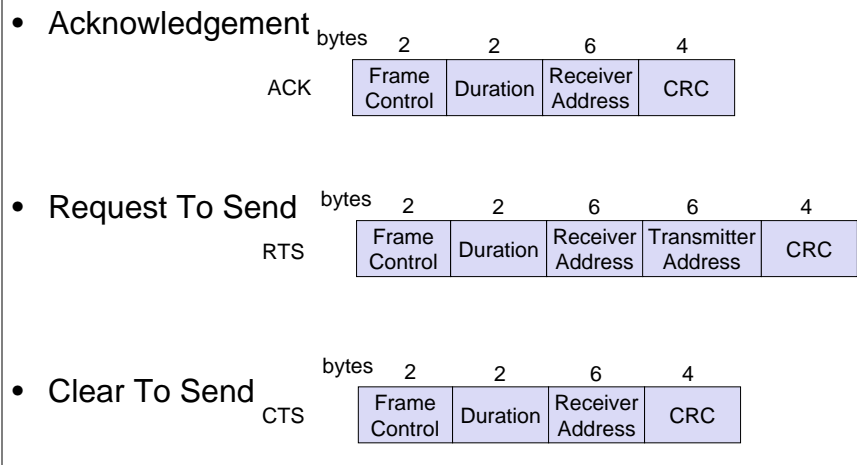 • Acknowledgement
bytes 2 2 6 4
ACK
Frame Control Duration Receiver Address CRC
• Request To Send
bytes 2 2 6 6 4
RTS
Frame Control Duration Receiver Address Transmitter Address CRC
• Clear To Send
bytes 2 2 6 4
CTS
Frame Control Duration Receiver Address CRC